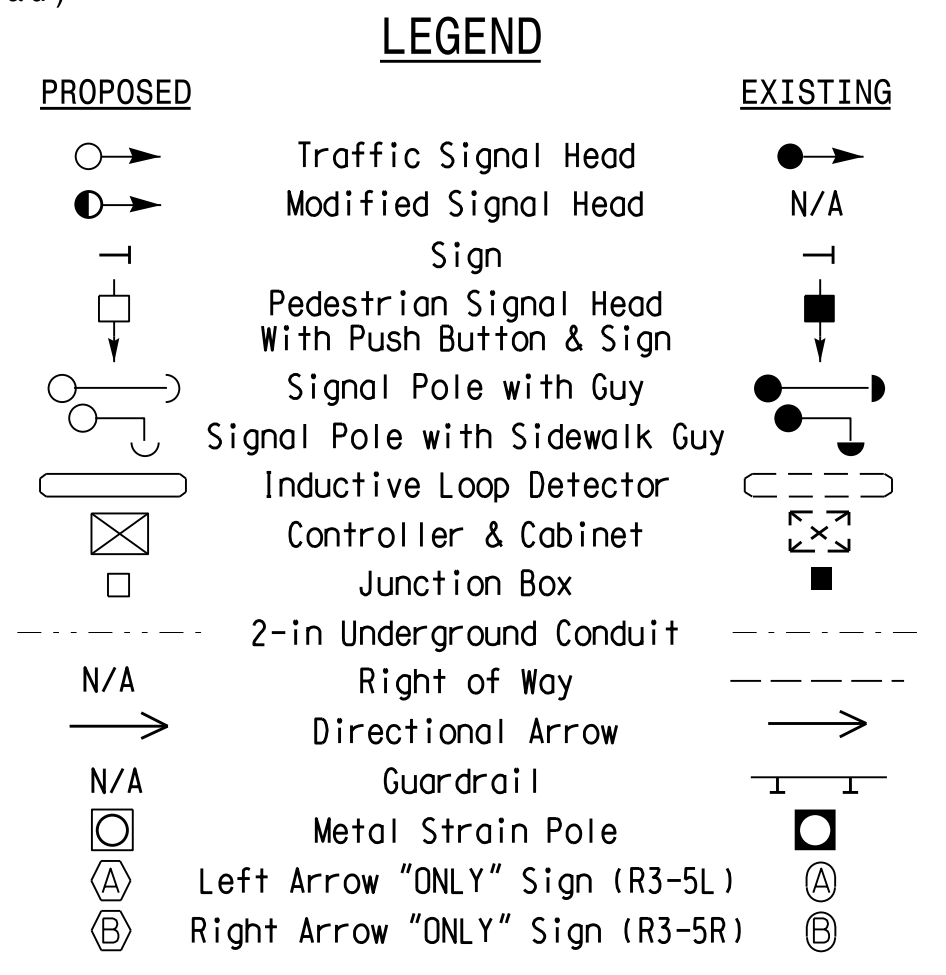 LEGEND
PROPOSED EXISTING
Traffic Signal Head
Modified Signal Head N/A
Sign
Pedestrian Signal Head
With Push Button & Sign
Signal Pole with Guy
Signal Pole with Sidewalk Guy
Inductive Loop Detector
Controller & Cabinet
Junction Box
2-in Underground Conduit
N/A Right of Way
Directional Arrow
N/A Guardrail
Metal Strain Pole
A Left Arrow "ONLY" Sign (R3-5L) A
B Right Arrow "ONLY" Sign (R3-5R) B